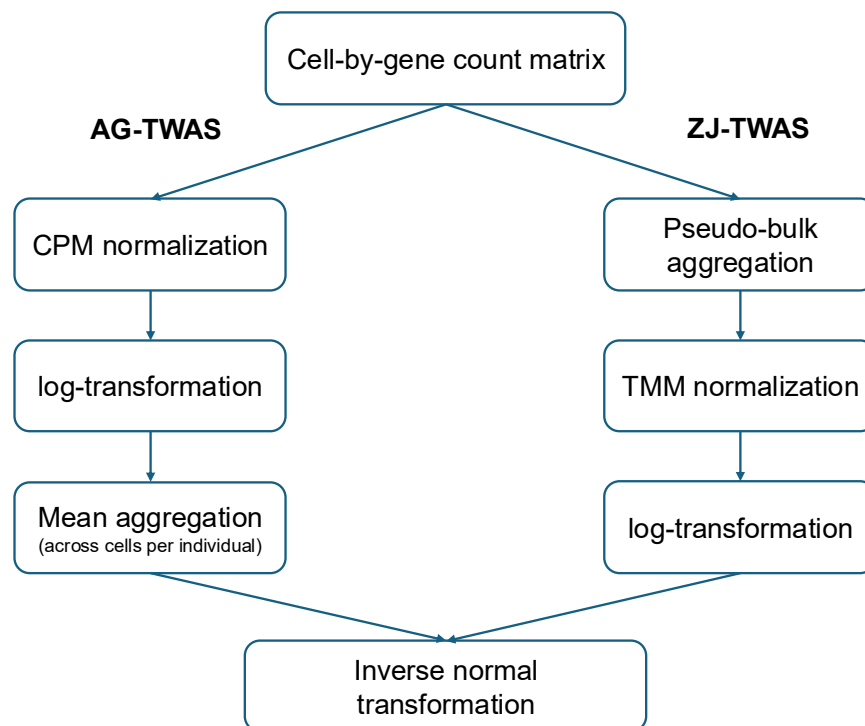 Cell-by-gene count matrix
AG-TWAS
ZJ-TWAS
CPM normalization
Pseudo-bulk
aggregation
log-transformation
TMM normalization
Mean aggregation
(across cells per individual)
log-transformation
Inverse normal
transformation